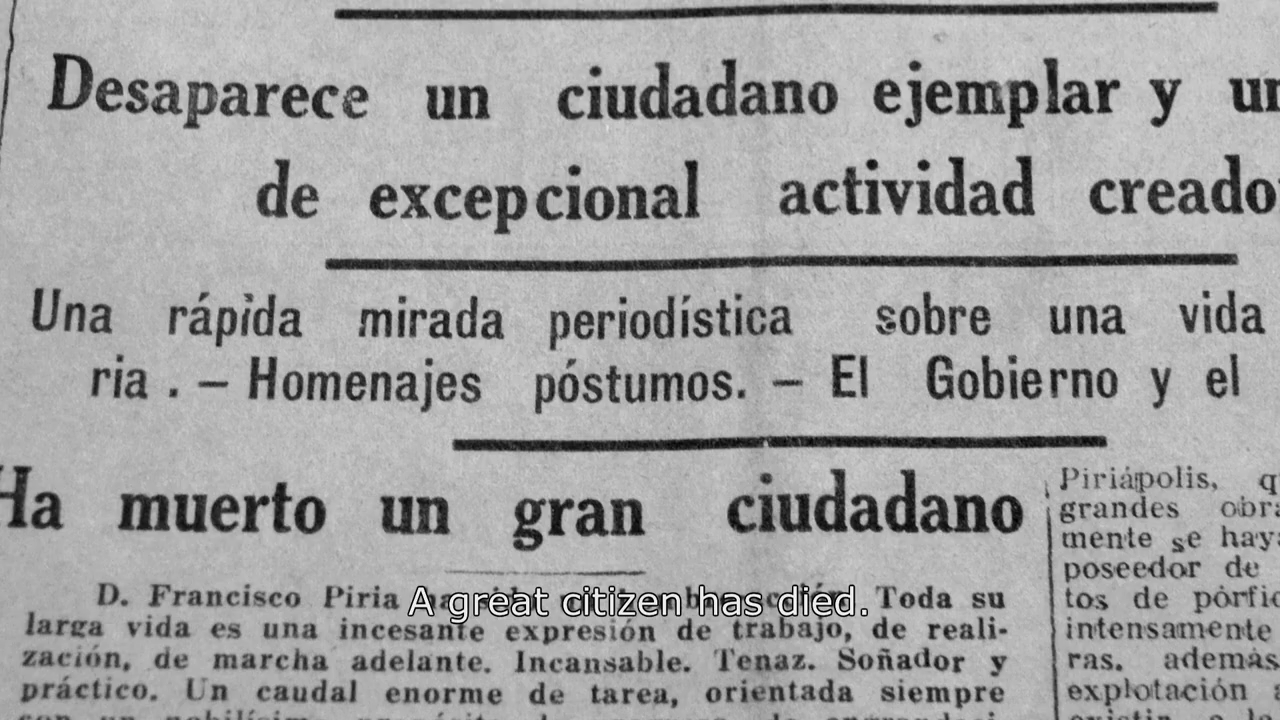 Desaparece un ciudadano ejemplar y un
de excepcional actividad creador
Una rápida mirada periodística sobre una vida
ria. — Homenajes póstumos. — El Gobierno y el
Ha muerto un gran ciudadano
D. Francisco Piria Toda su
larga vida es una incesante expresión de trabajo, de reali-
zación, de marcha adelante. Incansable. Tenaz. Soñador y
práctico. Un caudal enorme de tarea, orientada siempre
Piriápolis,
grandes
mente se hay
poseedor de
tos de pórfi
intensamente
ras. además
explotación
A great citizen has died.